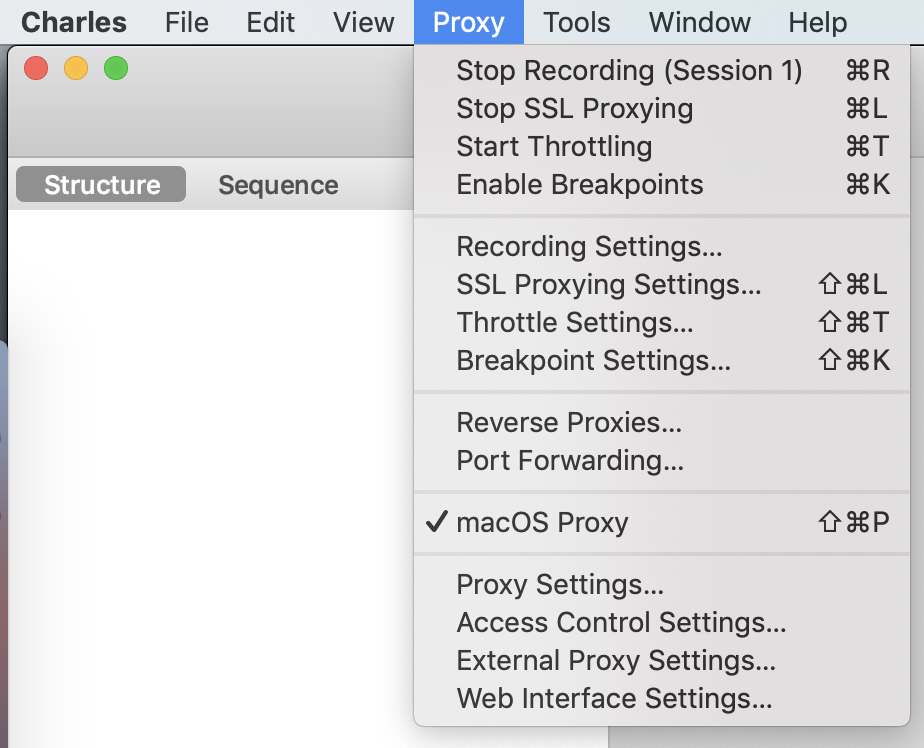 Charles File Edit View Proxy Tools Window Help
Structure Sequence
Stop Recording (Session 1) ⌘R
Stop SSL Proxying ⌘L
Start Throttling ⌘T
Enable Breakpoints ⌘K
Recording Settings...
SSL Proxying Settings... ⇧⌘L
Throttle Settings... ⇧⌘T
Breakpoint Settings... ⇧⌘K
Reverse Proxies...
Port Forwarding...
✓ macOS Proxy ⇧⌘P
Proxy Settings...
Access Control Settings...
External Proxy Settings...
Web Interface Settings...